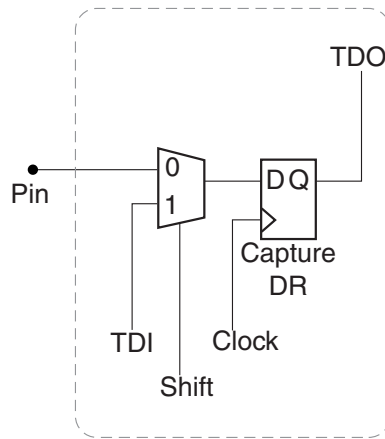 TDO
0
Pin
1
D Q
Capture
DR
TDI
Clock
Shift